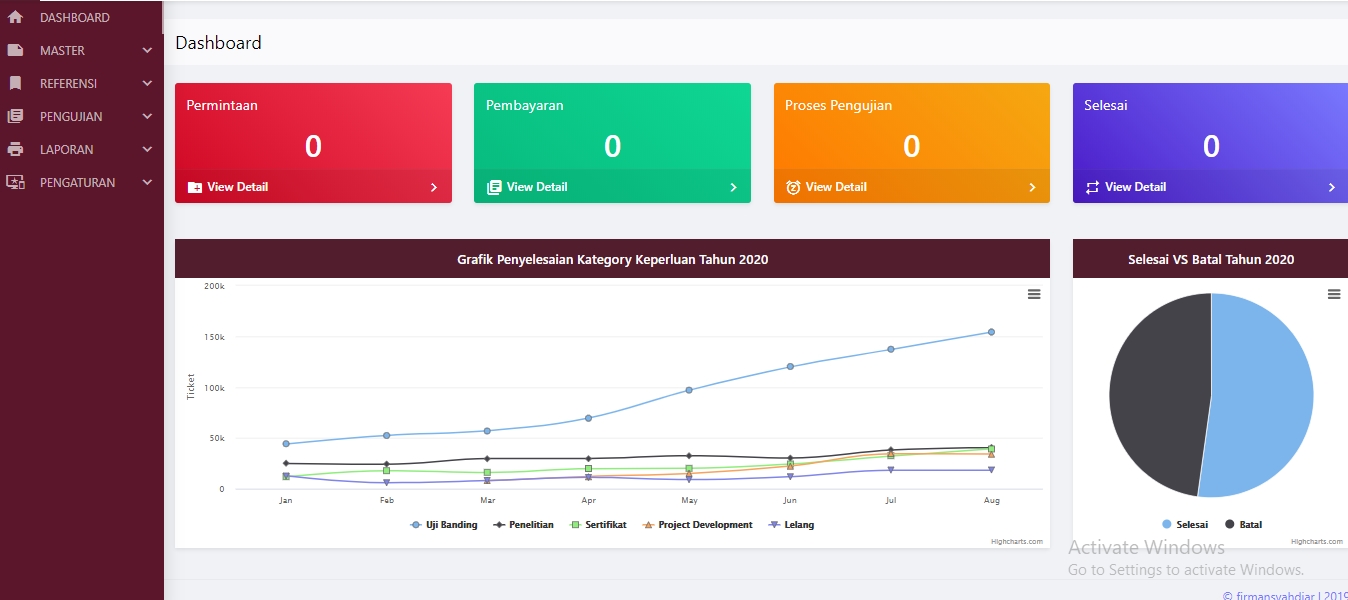 DASHBOARD
MASTER
REFERENSI
PENGUJIAN
LAPORAN
PENGATURAN
Dashboard
Permintaan
0
View Detail
Pembayaran
0
View Detail
Proses Pengujian
0
View Detail
Selesai
0
View Detail
Grafik Penyelesaian Kategory Keperluan Tahun 2020
Ticket
200k
150k
100k
50k
0
Jan Feb Mar Apr May Jun Jul Aug
Uji Banding Penelitian Sertifikat Project Development Lelang
Highcharts.com
Selesai VS Batal Tahun 2020
Selesai Batal
Highcharts.com
Activate Windows
Go to Settings to activate Windows.
© firmansyahdiar | 2019